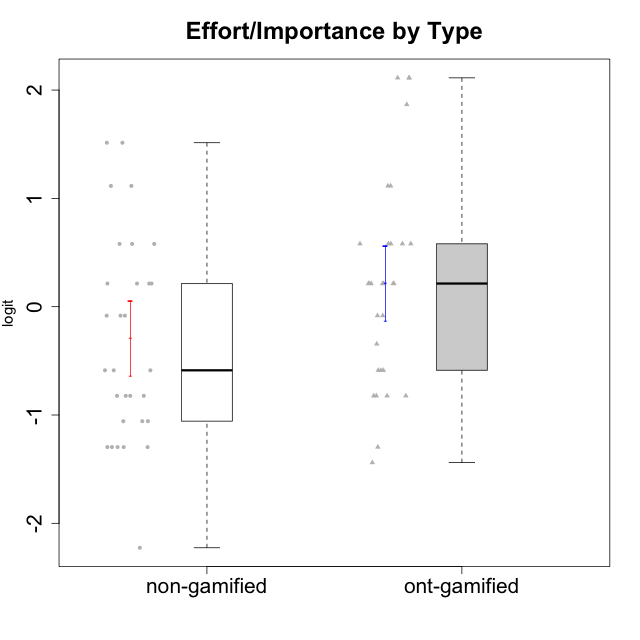 Effort/Importance by Type
logit
2
1
0
-1
-2
non-gamified
ont-gamified